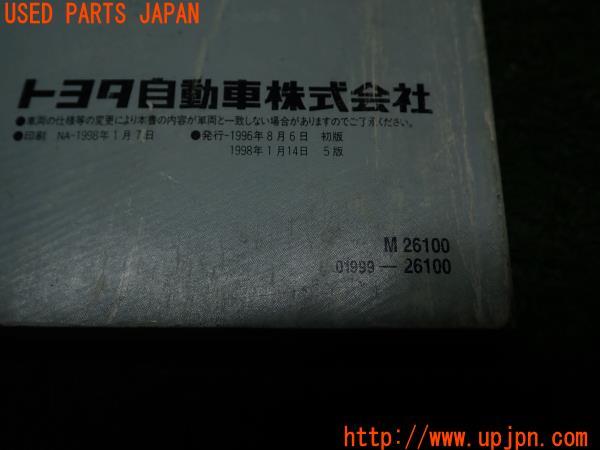 USED PARTS JAPAN
トヨタ自動車株式会社
●車両の仕様等の変更により本書の内容が車両と一致しない場合がありますのでご了承ください。
●印刷 NA-1998年1月7日 ●発行-1996年8月6日 初版
1998年1月14日 5版
M 26100
01999-26100
http://www.upjpn.com/